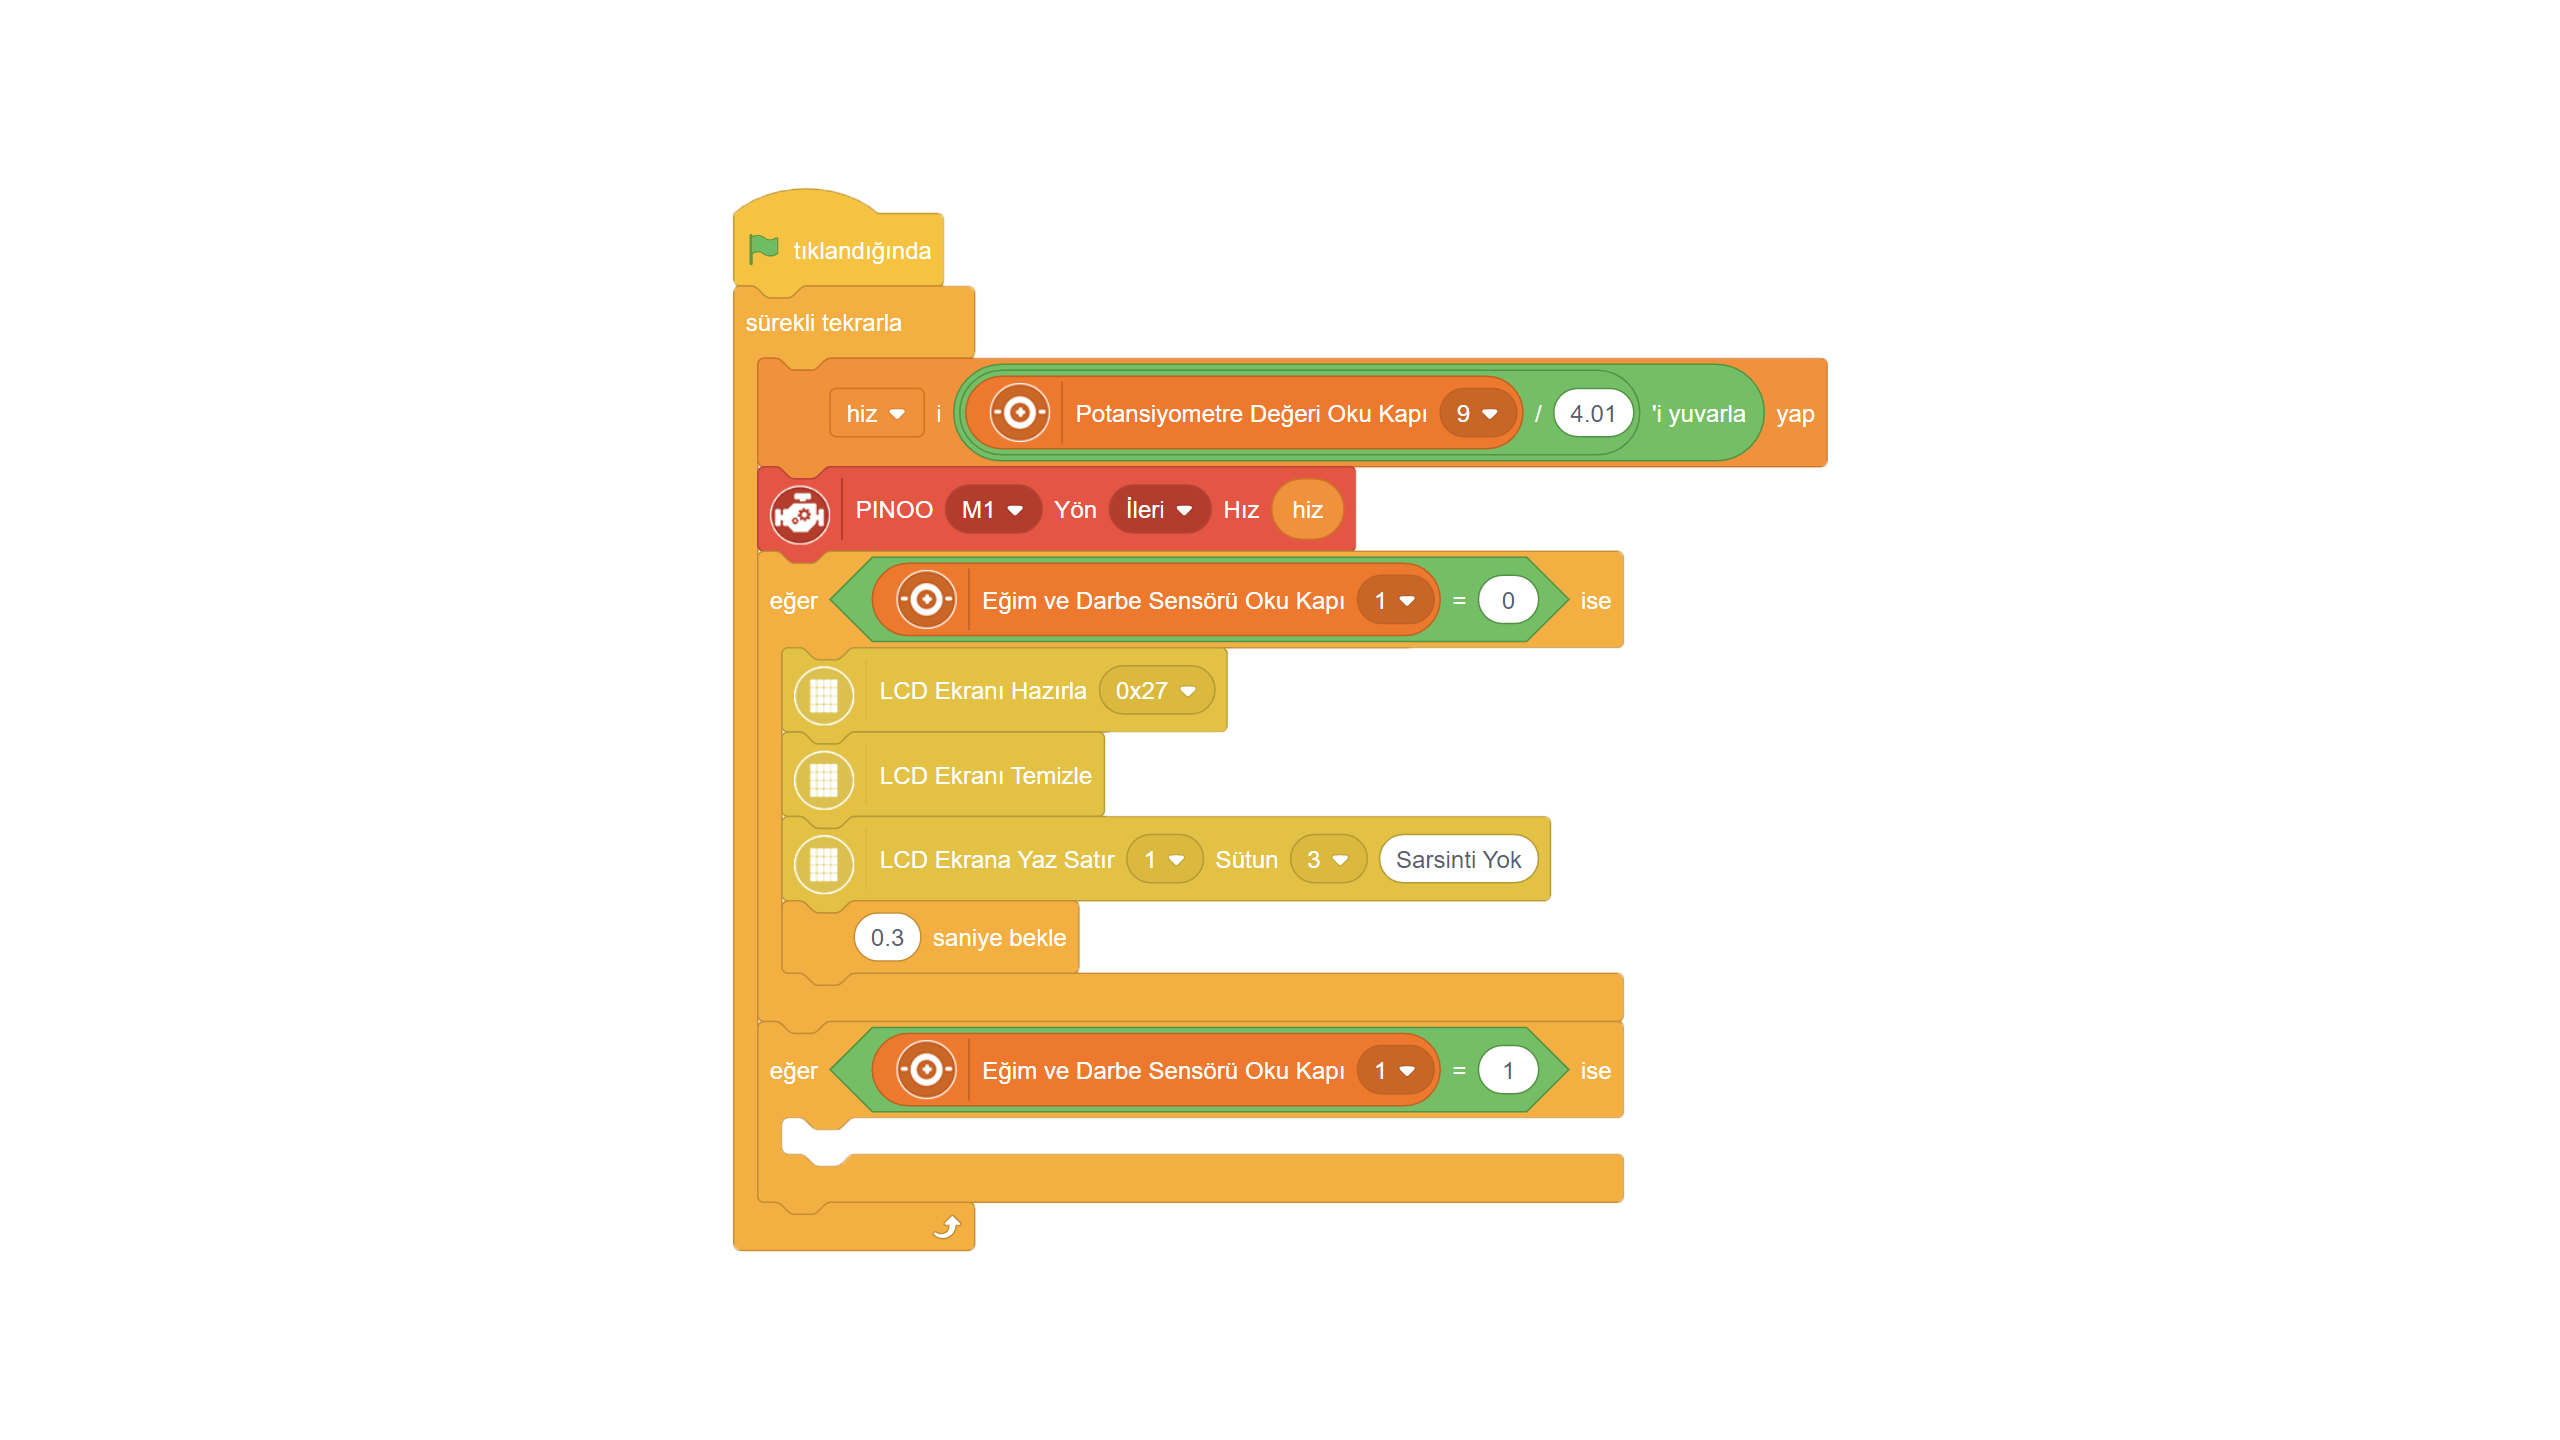 tıklandığında
sürekli tekrarla
hiz i Potansiyometre Değeri Oku Kapı 9 / 4.01 'i yuvarla yap
PINOO M1 Yön İleri Hız hiz
eğer Eğim ve Darbe Sensörü Oku Kapı 1 = 0 ise
LCD Ekranı Hazırla 0x27
LCD Ekranı Temizle
LCD Ekrana Yaz Satır 1 Sütun 3 Sarsinti Yok
0.3 saniye bekle
eğer Eğim ve Darbe Sensörü Oku Kapı 1 = 1 ise